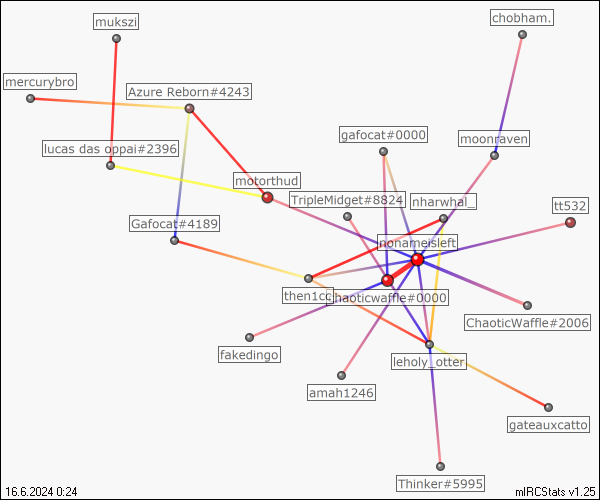 mukszi
chobham.
mercurybro
Azure Reborn#4243
gafocat#0000
moonraven
lucas das oppai#2396
motorthud
TripleMidget#8824
nharwhal_
tt532
Gafocat#4189
nonameisleft
then1cc
Chaoticwaffle#0000
ChaoticWaffle#2006
fakedingo
leholy_otter
amah1246
gateauxcatto
Thinker#5995
16.6.2024 0:24
mIRCStats v1.25